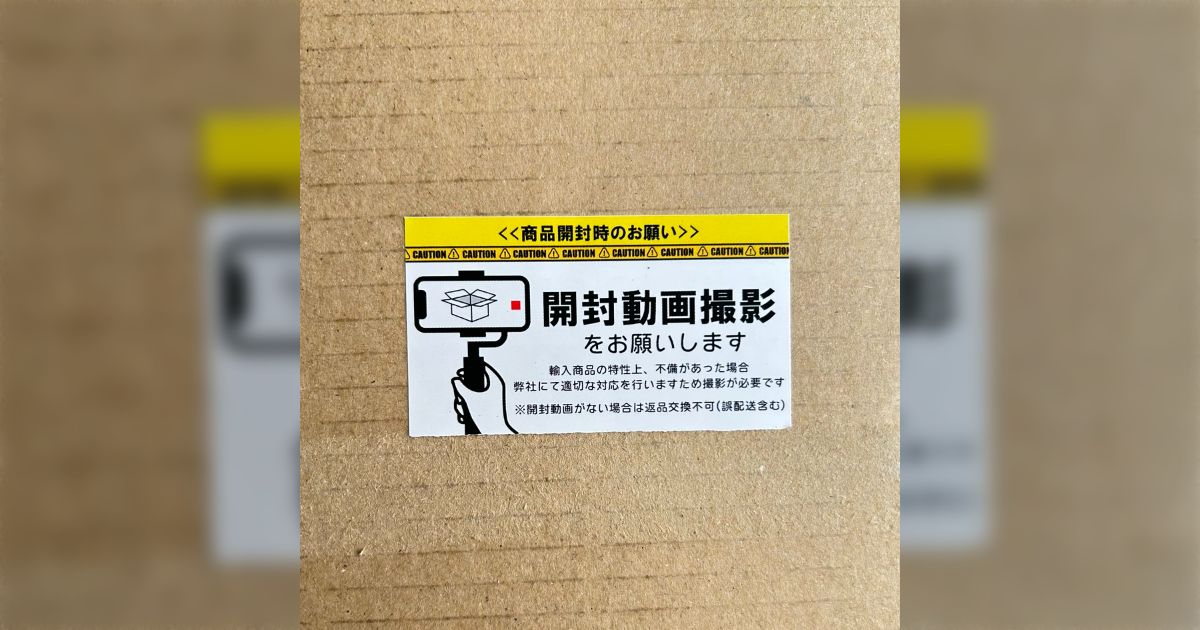 <<商品開封時のお願い>>
CAUTION CAUTION CAUTION CAUTION CAUTION CAUTION CAUTION CAUTION
開封動画撮影
をお願いします
輸入商品の特性上、不備があった場合
弊社にて適切な対応を行いますため撮影が必要です
※開封動画がない場合は返品交換不可(誤配送含む)